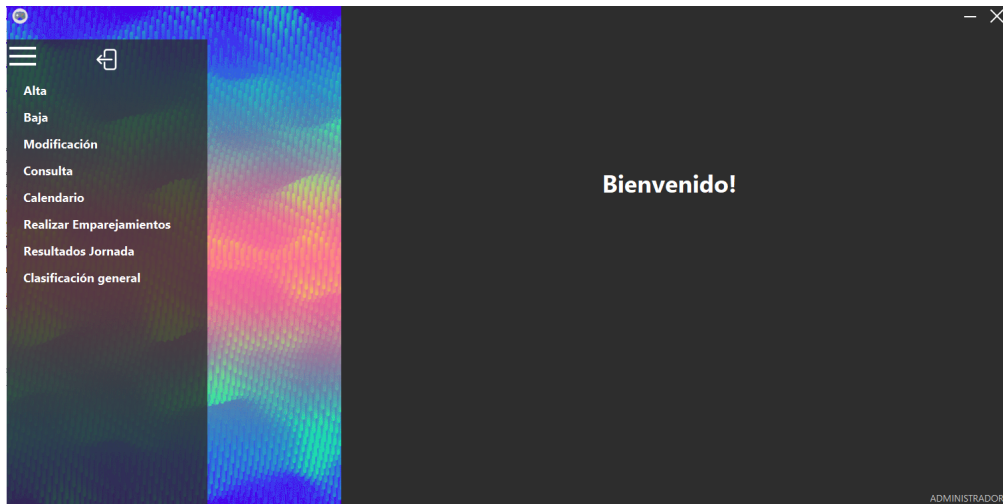 Alta
Baja
Modificación
Consulta
Calendario
Realizar Emparejamientos
Resultados Jornada
Clasificación general
Bienvenido!
ADMINISTRADOR